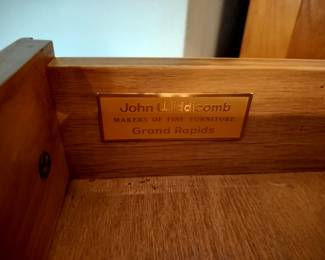 John Widdicomb
MAKERS OF FINE FURNITURE
Grand Rapids